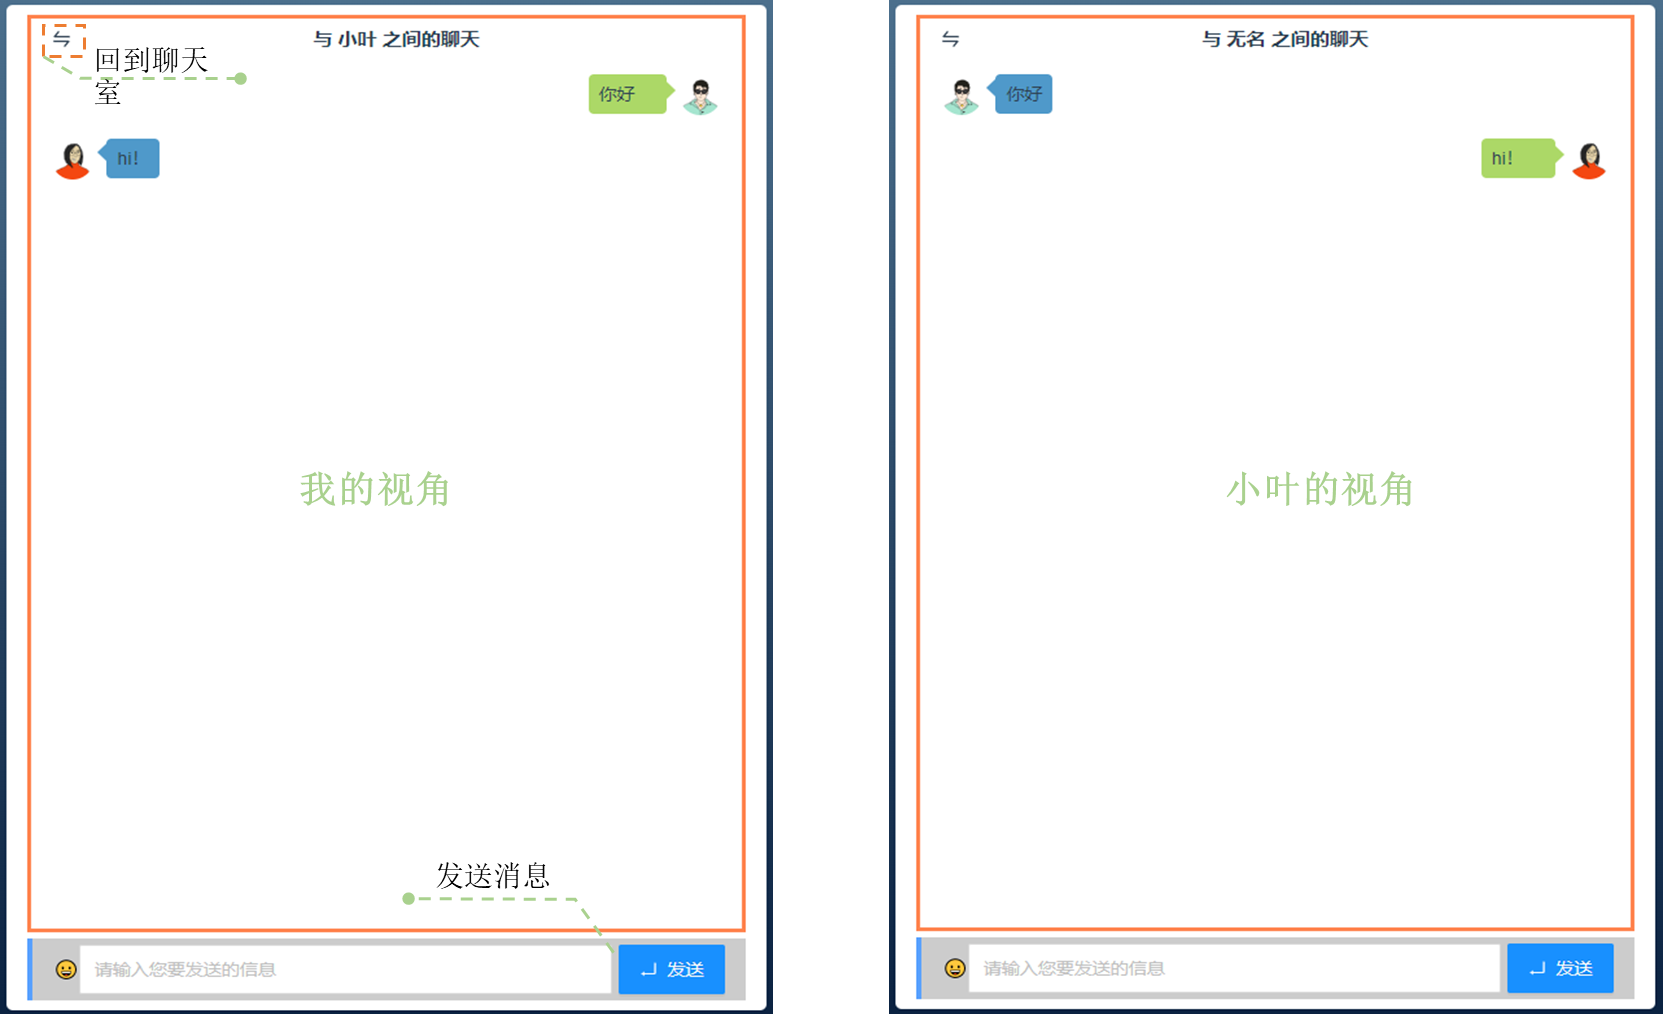 与 小叶 之间的聊天
回到聊天
室
你好
hi!
我的视角
发送消息
请输入您要发送的信息
发送
与 无名 之间的聊天
你好
hi!
小叶的视角
请输入您要发送的信息
发送